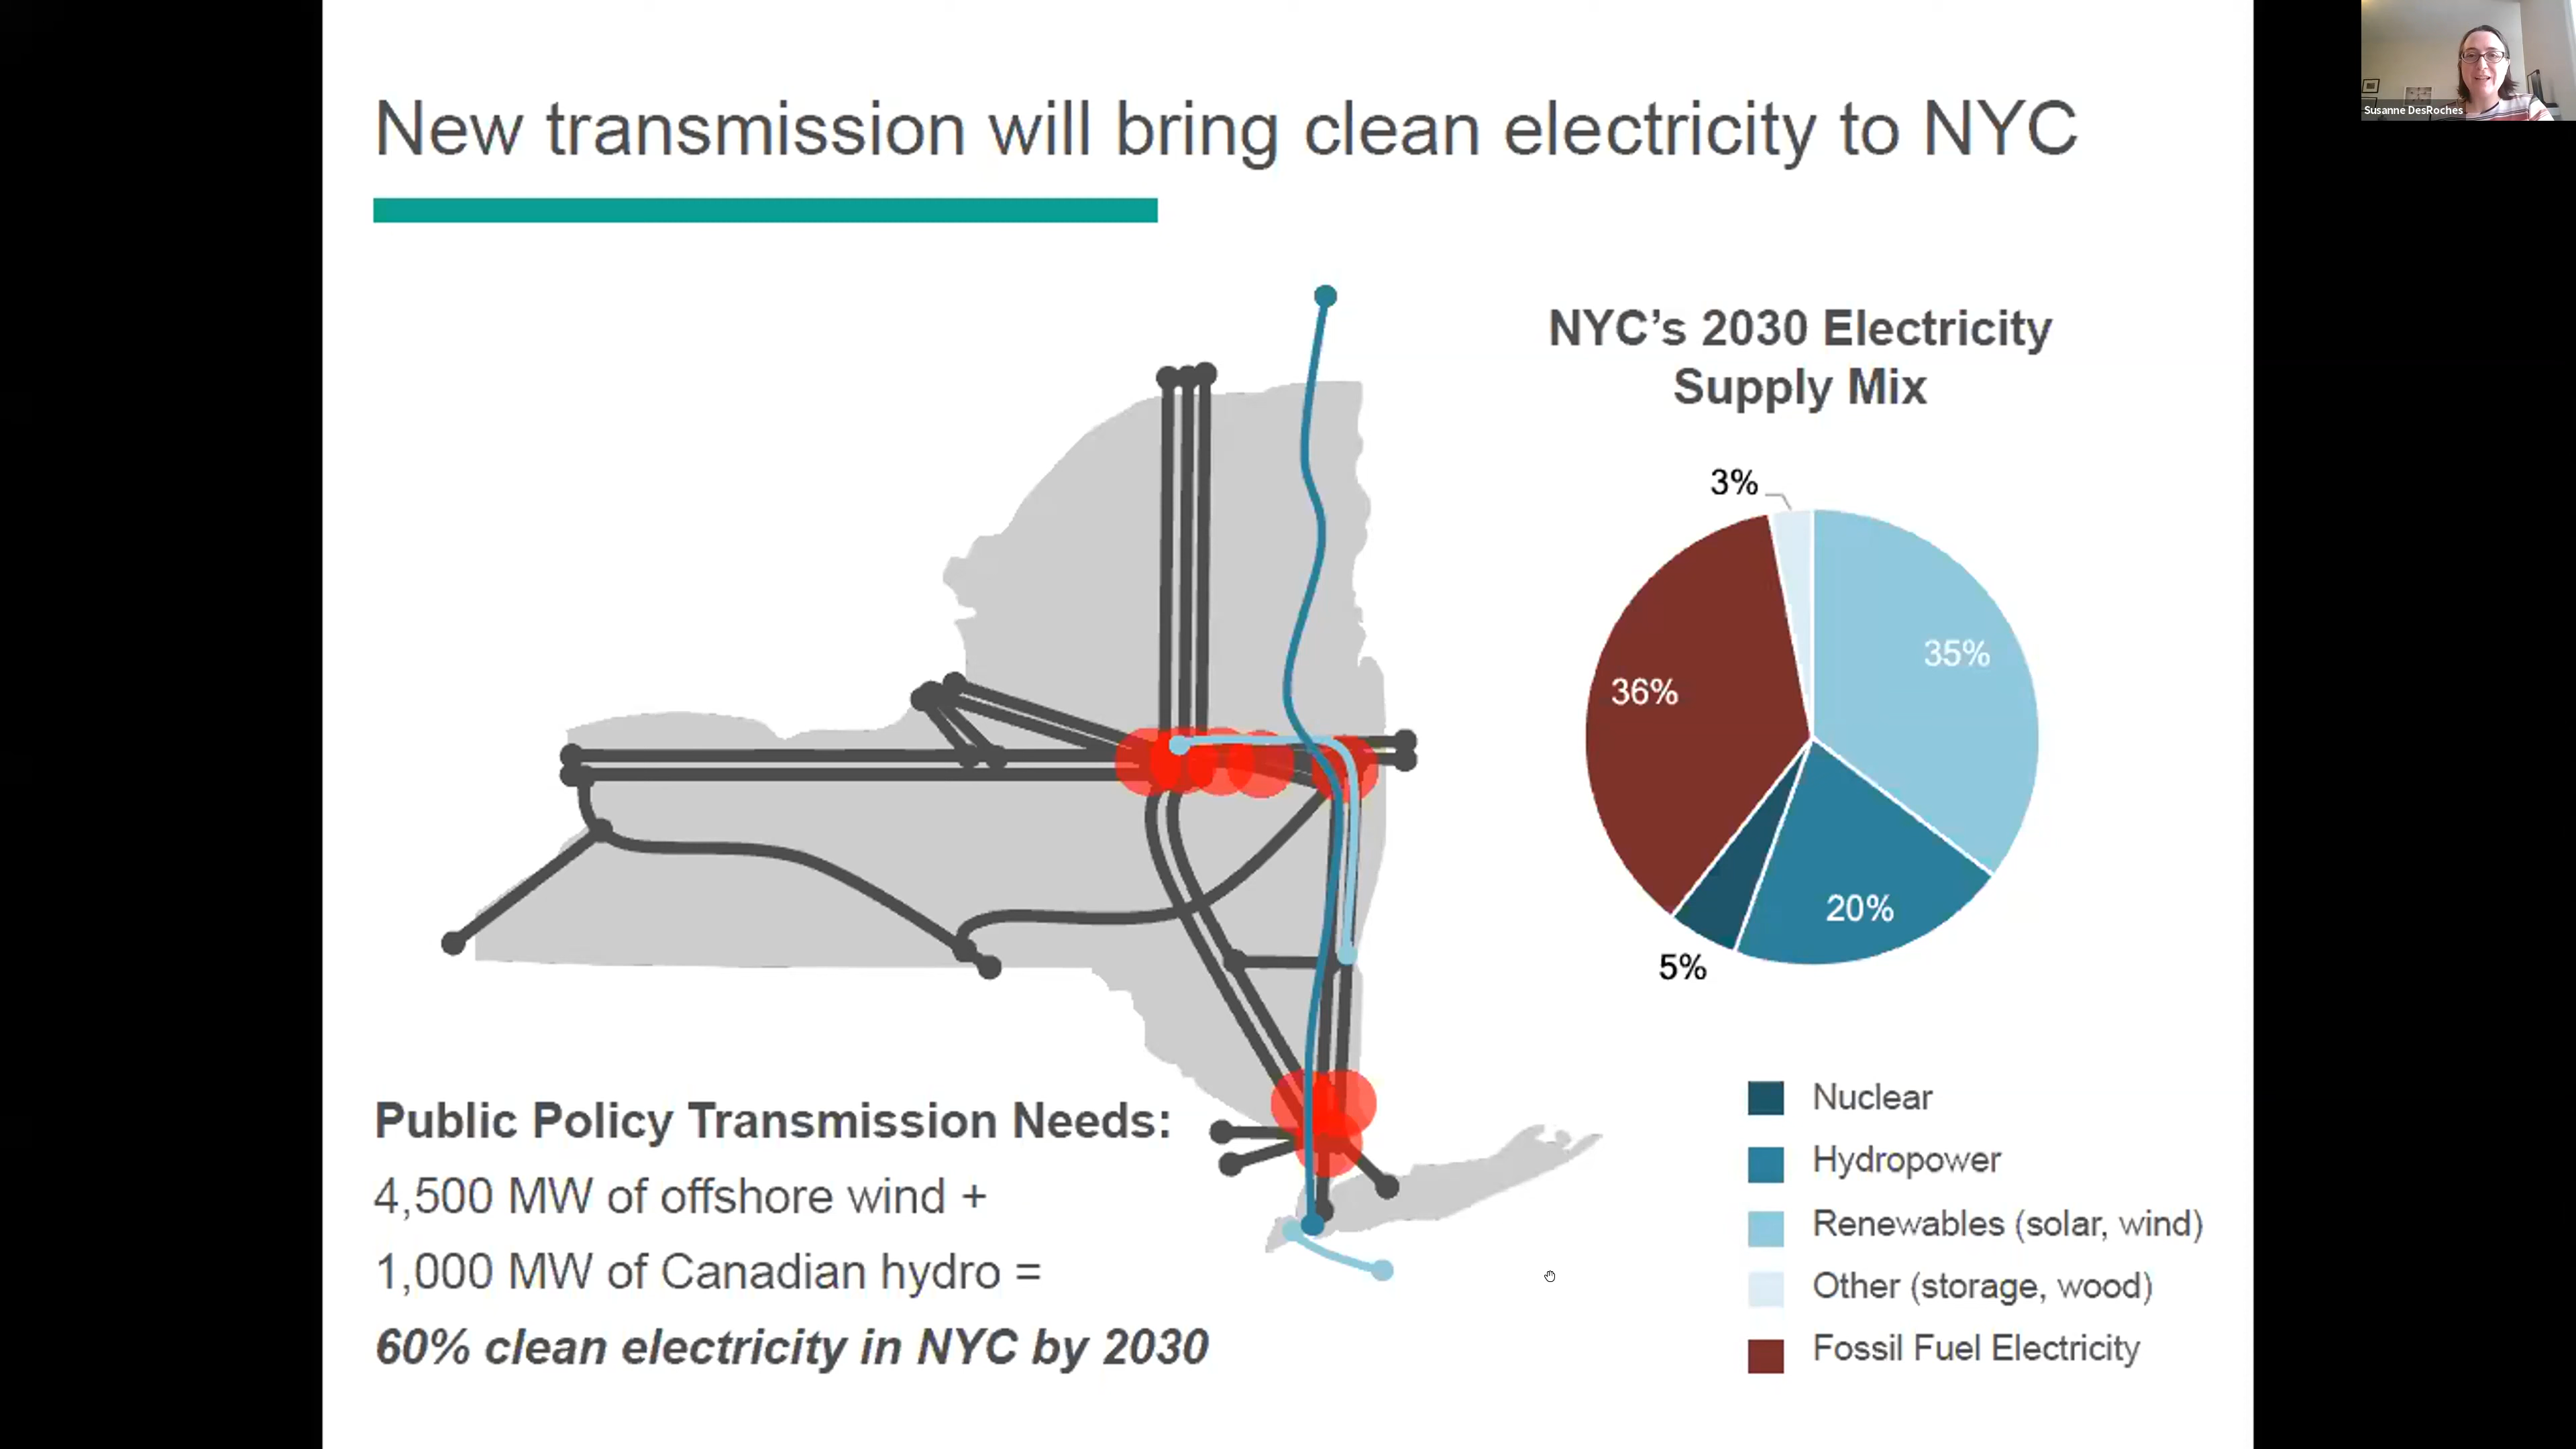 New transmission will bring clean electricity to NYC
Susanne DesRoches
NYC’s 2030 Electricity
Supply Mix
3%
35%
36%
20%
5%
Public Policy Transmission Needs:
4,500 MW of offshore wind +
1,000 MW of Canadian hydro =
60% clean electricity in NYC by 2030
Nuclear
Hydropower
Renewables (solar, wind)
Other (storage, wood)
Fossil Fuel Electricity